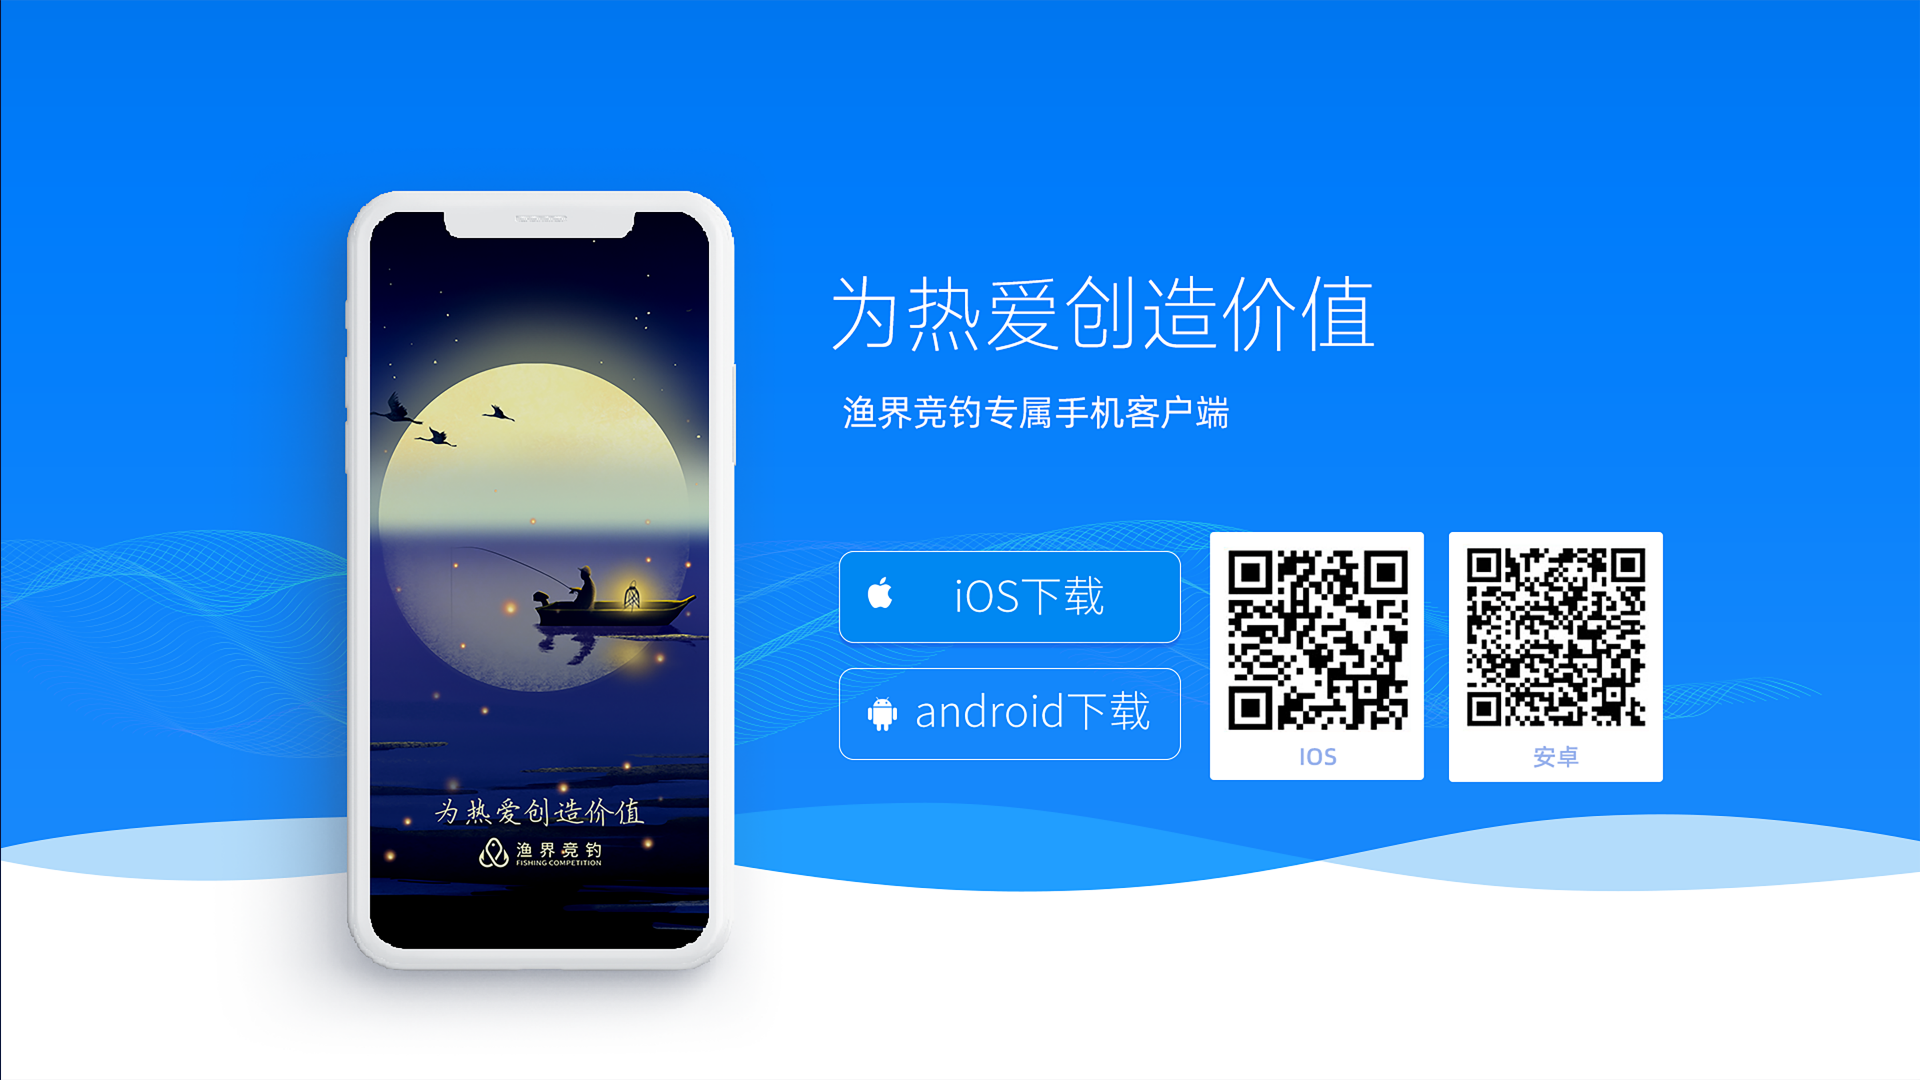 为热爱创造价值
渔界竞钓专属手机客户端
iOS下载
android下载
IOS
安卓
为热爱创造价值
渔界竞钓
FISHING COMPETITION